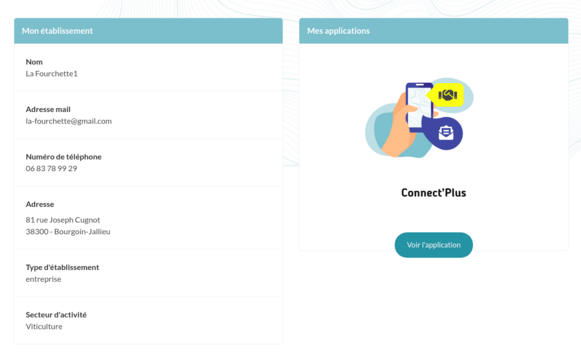 Mon établissement
Nom
La Fourchette1
Adresse mail
la-fourchette@gmail.com
Numéro de téléphone
06 83 78 99 29
Adresse
81 rue Joseph Cugnot
38300 - Bourgoin-Jallieu
Type d'établissement
entreprise
Secteur d'activité
Viticulture
Mes applications
Connect'Plus
Voir l'application